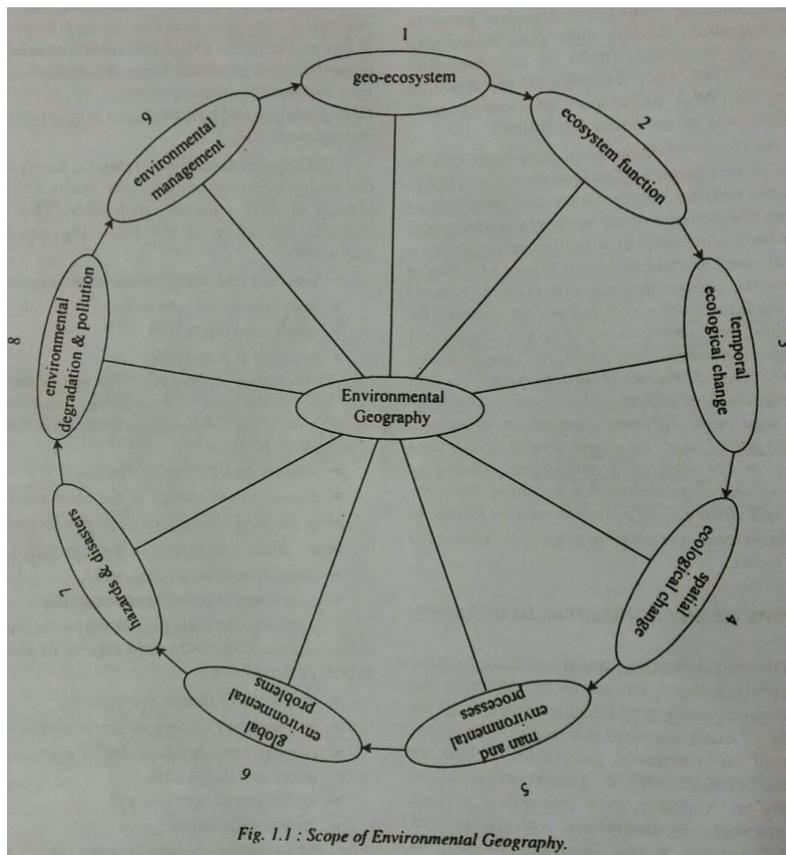 1
geo-ecosystem
2
ecosystem function
3
temporal
ecological change
4
spatial
ecological change
5
man and
environmental
processes
6
global
environmental
problems
7
hazards & disasters
8
environmental
degradation & pollution
9
environmental
management
Environmental
Geography
Fig. 1.1 : Scope of Environmental Geography.